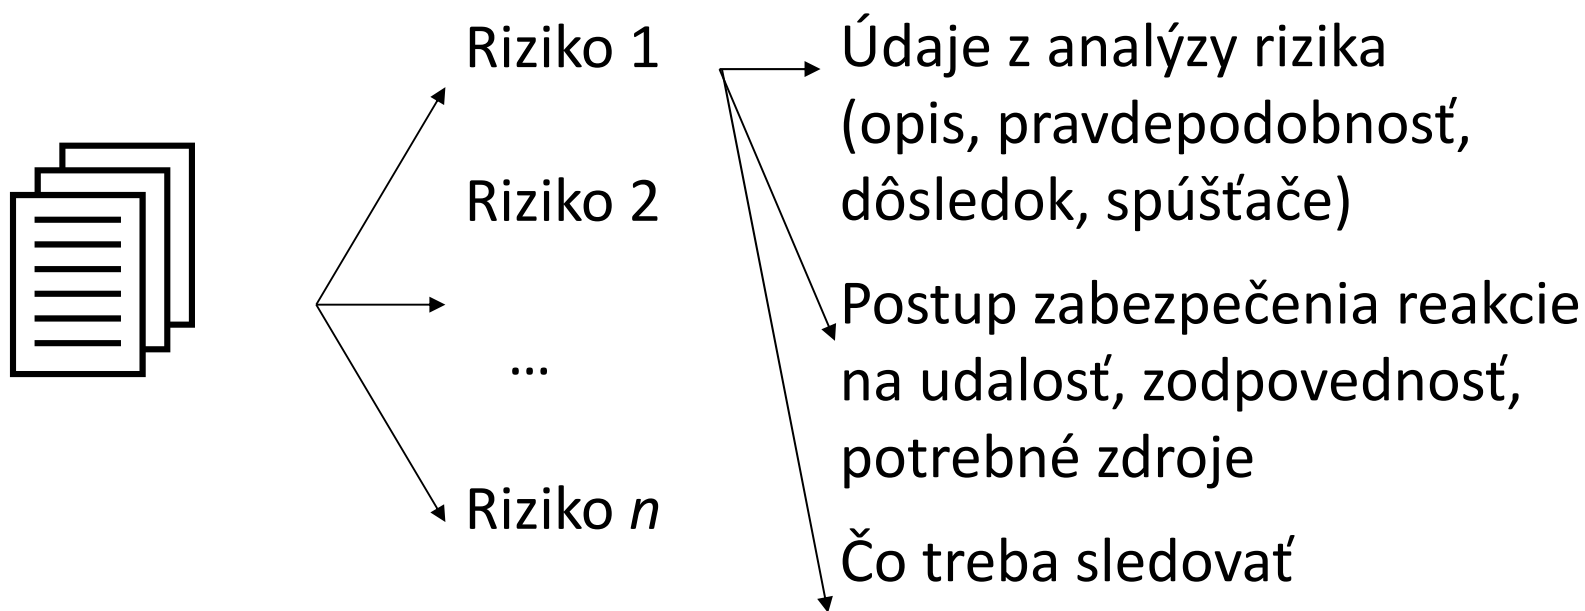 Riziko 1
Riziko 2
...
Riziko n
Údaje z analýzy rizika
(opis, pravdepodobnosť,
dôsledok, spúšťače)
Postup zabezpečenia reakcie
na udalosť, zodpovednosť,
potrebné zdroje
Čo treba sledovať